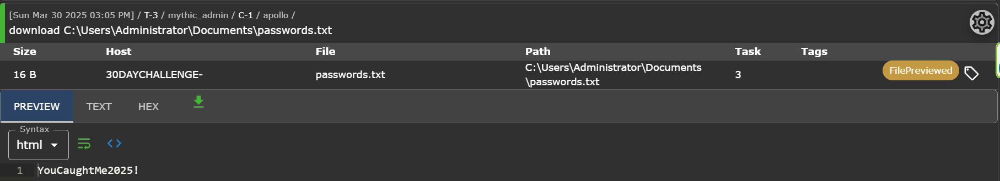 [Sun Mar 30 2025 03:05 PM] / T-3 / mythic_admin / C-1 / apollo /
download C:\Users\Administrator\Documents\passwords.txt
Size Host File Path Task Tags
16 B 30DAYCHALLENGE- passwords.txt C:\Users\Administrator\Documents\passwords.txt 3 FilePreviewed
PREVIEW TEXT HEX
Syntax
html
1 YouCaughtMe2025!